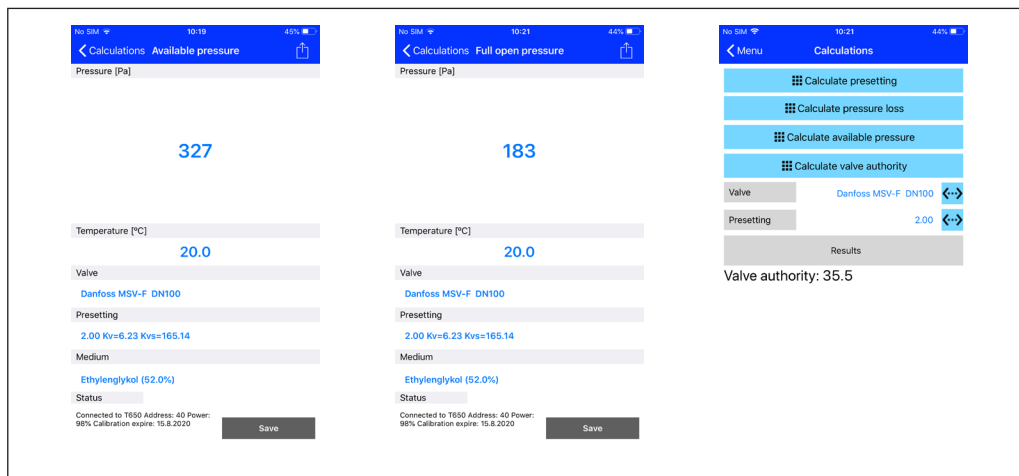 No SIM 10:19 45%
Calculations Available pressure
Pressure [Pa]
327
Temperature [ºC]
20.0
Valve
Danfoss MSV-F DN100
Presetting
2.00 Kv=6.23 Kvs=165.14
Medium
Ethylenglykol (52.0%)
Status
Connected to T650 Address: 40 Power:
98% Calibration expire: 15.8.2020
Save
No SIM 10:21 44%
Calculations Full open pressure
Pressure [Pa]
183
Temperature [ºC]
20.0
Valve
Danfoss MSV-F DN100
Presetting
2.00 Kv=6.23 Kvs=165.14
Medium
Ethylenglykol (52.0%)
Status
Connected to T650 Address: 40 Power:
98% Calibration expire: 15.8.2020
Save
No SIM 10:21 44%
Menu Calculations
Calculate presetting
Calculate pressure loss
Calculate available pressure
Calculate valve authority
Valve Danfoss MSV-F DN100
Presetting 2.00
Results
Valve authority: 35.5